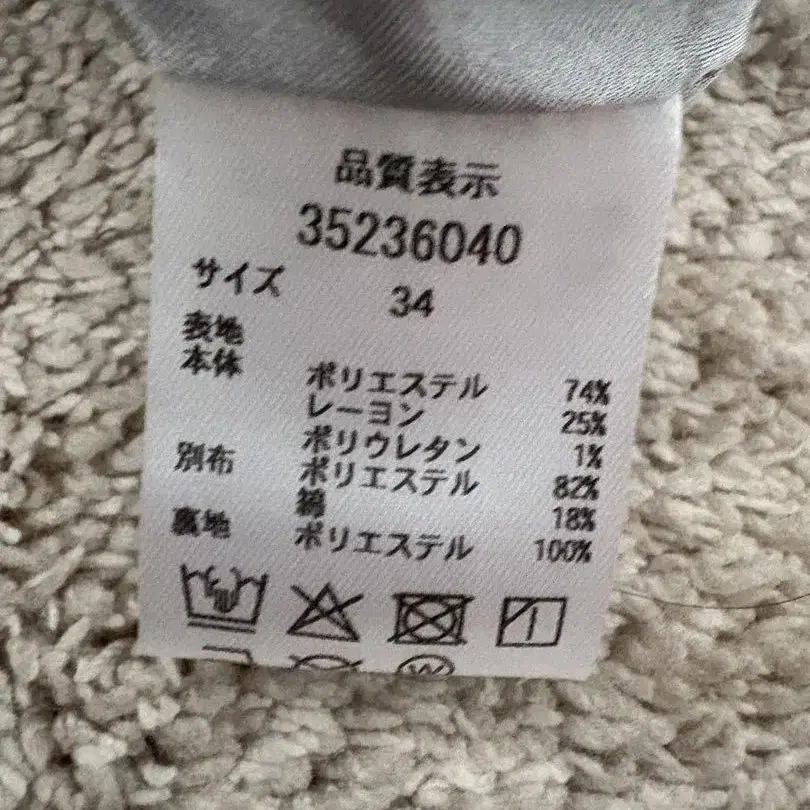 品質表示
35236040
サイズ 34
表地
本体 ポリエステル 74%
レーヨン 25%
ポリウレタン 1%
別布 ポリエステル 82%
綿 18%
裏地 ポリエステル 100%
W